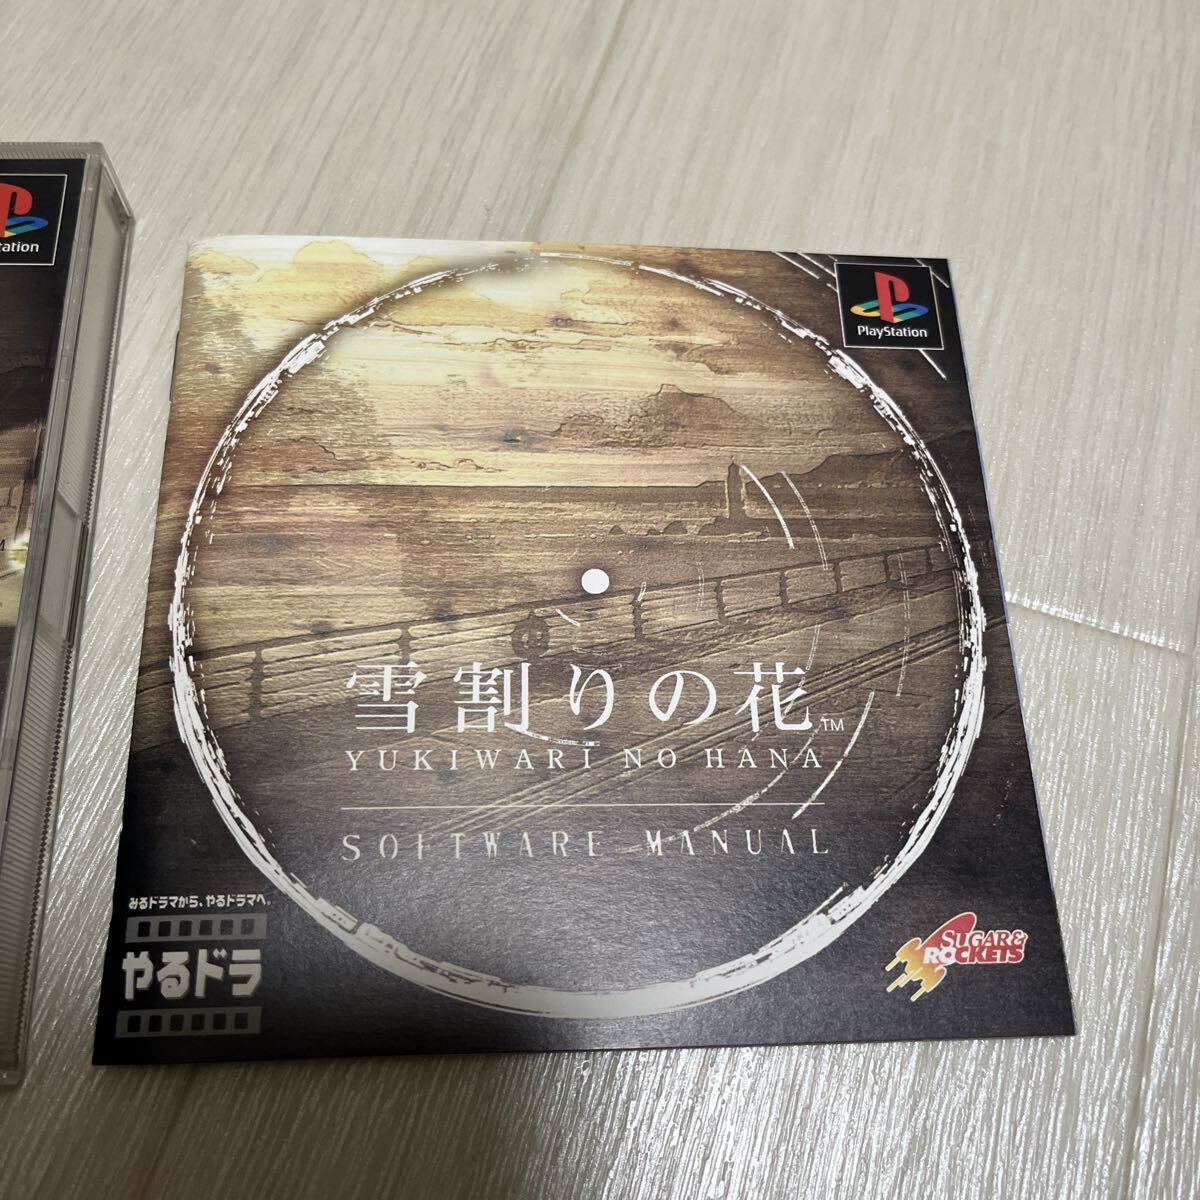 PlayStation
雪割りの花™
YUKIWARI NO HANA
SOFTWARE MANUAL
みるドラマから、やるドラマへ。
やるドラ
SUGAR&
ROCKETS